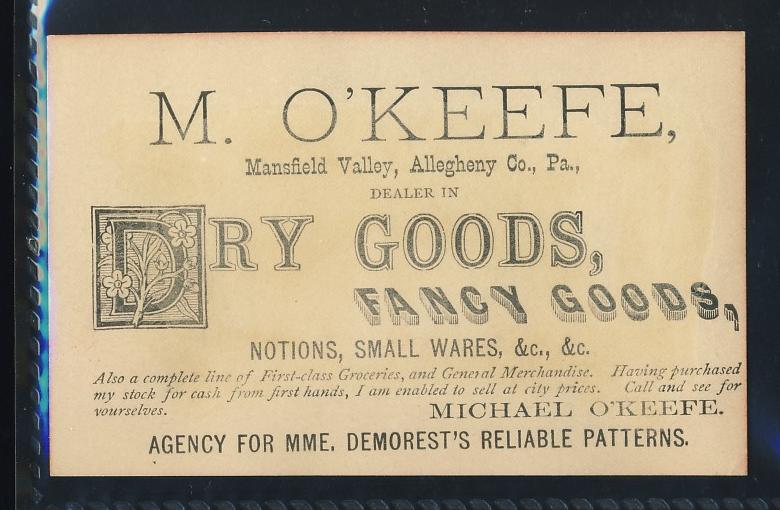 M. O'KEEFE,
Mansfield Valley, Allegheny Co., Pa.,
DEALER IN
DRY GOODS,
FANCY GOODS,
NOTIONS, SMALL WARES, &c., &c.
Also a complete line of First-class Groceries, and General Merchandise. Having purchased
my stock for cash from first hands, I am enabled to sell at city prices. Call and see for
yourselves.
MICHAEL O'KEEFE.
AGENCY FOR MME. DEMOREST'S RELIABLE PATTERNS.